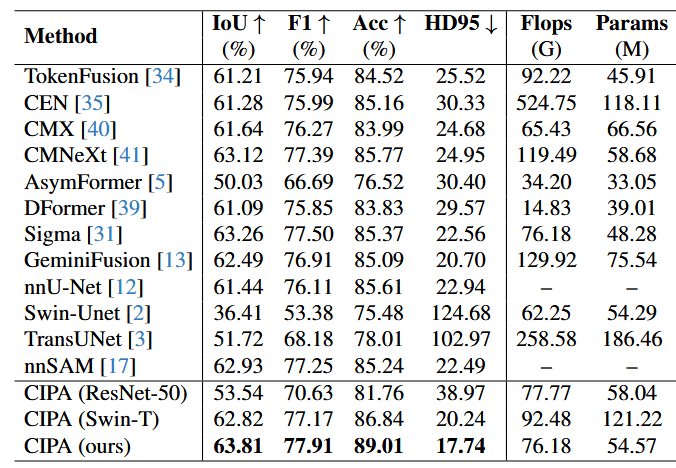 Method IoU ↑ F1 ↑ Acc ↑ HD95 ↓ Flops Params
(%) (%) (%) (G) (M)
TokenFusion [34] 61.21 75.94 84.52 25.52 92.22 45.91
CEN [35] 61.28 75.99 85.16 30.33 524.75 118.11
CMX [40] 61.64 76.27 83.99 24.68 65.43 66.56
CMNeXt [41] 63.12 77.39 85.77 24.95 119.49 58.68
AsymFormer [5] 50.03 66.69 76.52 30.40 34.20 33.05
DFormer [39] 61.09 75.85 83.83 29.57 14.83 39.01
Sigma [31] 63.26 77.50 85.37 22.56 76.18 48.28
GeminiFusion [13] 62.49 76.91 85.09 20.70 129.92 75.54
nnU-Net [12] 61.44 76.11 85.61 22.94 – –
Swin-Unet [2] 36.41 53.38 75.48 124.68 62.25 54.29
TransUNet [3] 51.72 68.18 78.01 102.97 258.58 186.46
nnSAM [17] 62.93 77.25 85.24 22.49 – –
CIPA (ResNet-50) 53.54 70.63 81.76 38.97 77.77 58.04
CIPA (Swin-T) 62.82 77.17 86.84 20.24 92.48 121.22
CIPA (ours) 63.81 77.91 89.01 17.74 76.18 54.57